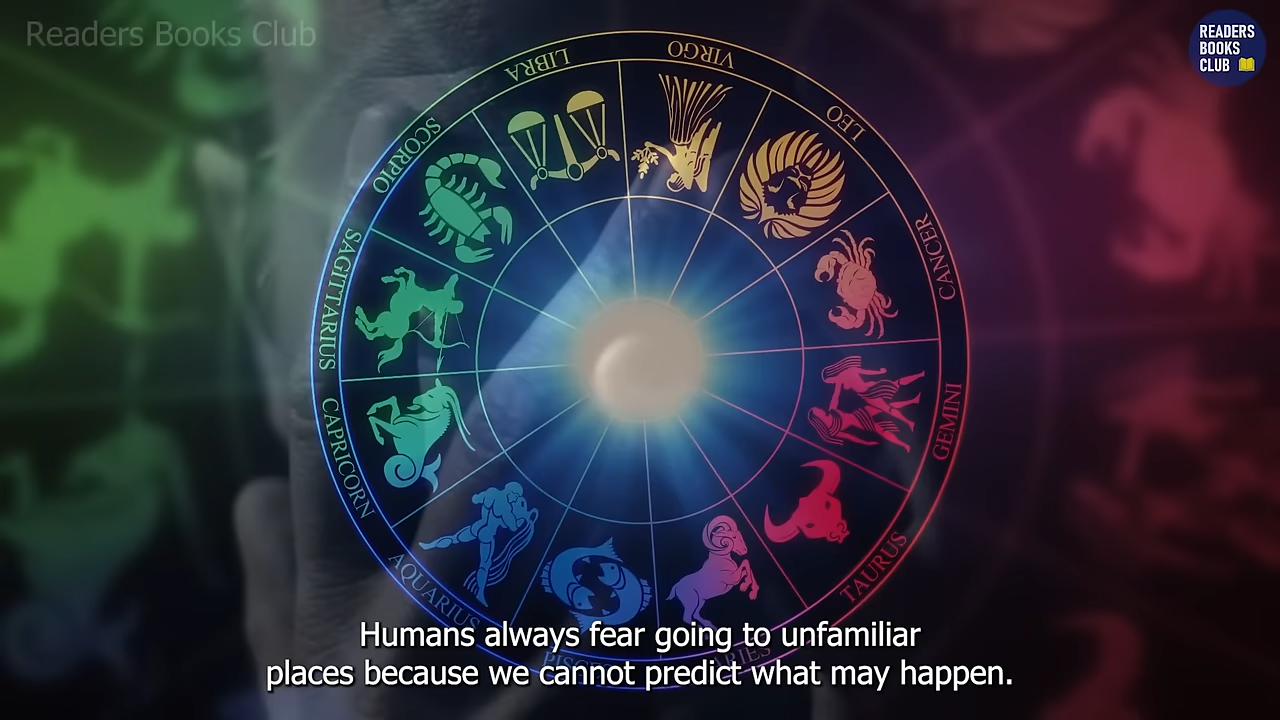 Readers Books Club
READERS
BOOKS
CLUB
VIRGO
LIBRA
LEO
SCORPIO
CANCER
SAGITTARIUS
GEMINI
CAPRICORN
TAURUS
AQUARIUS
Humans always fear going to unfamiliar
places because we cannot predict what may happen.